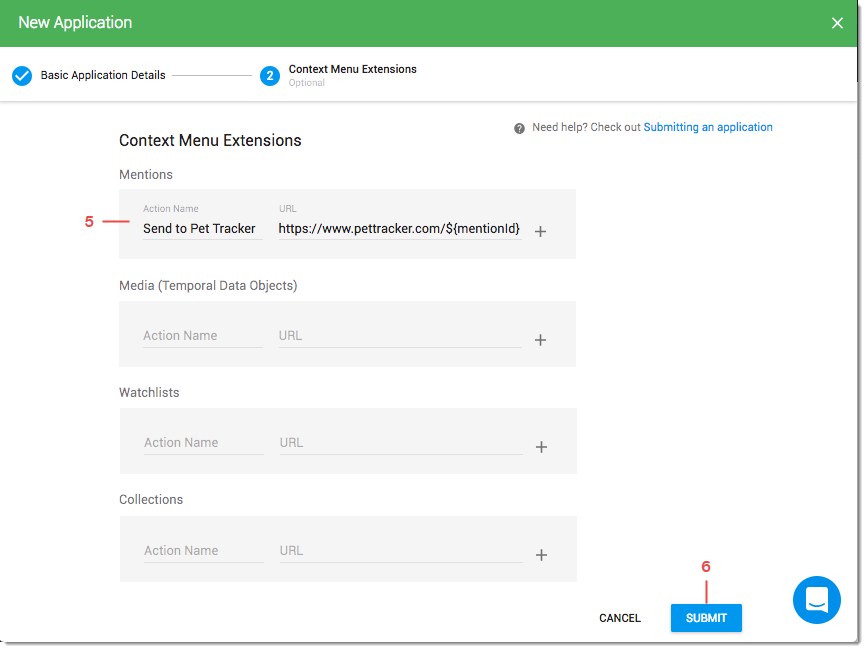 New Application
Basic Application Details
2
Context Menu Extensions
Optional
Need help? Check out Submitting an application
Context Menu Extensions
Mentions
Action Name URL
5
Send to Pet Tracker https://www.pettracker.com/${mentionId}
Media (Temporal Data Objects)
Action Name URL
Watchlists
Action Name URL
Collections
Action Name URL
6
CANCEL SUBMIT